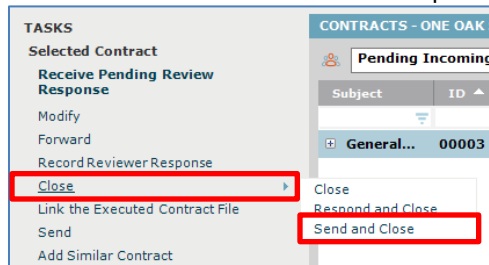 TASKS
Selected Contract
Receive Pending Review
Response
Modify
Forward
Record Reviewer Response
Close
Link the Executed Contract File
Send
Add Similar Contract
CONTRACTS - ONE OAK
Pending Incoming
Subject ID
General... 00003
Close
Respond and Close
Send and Close